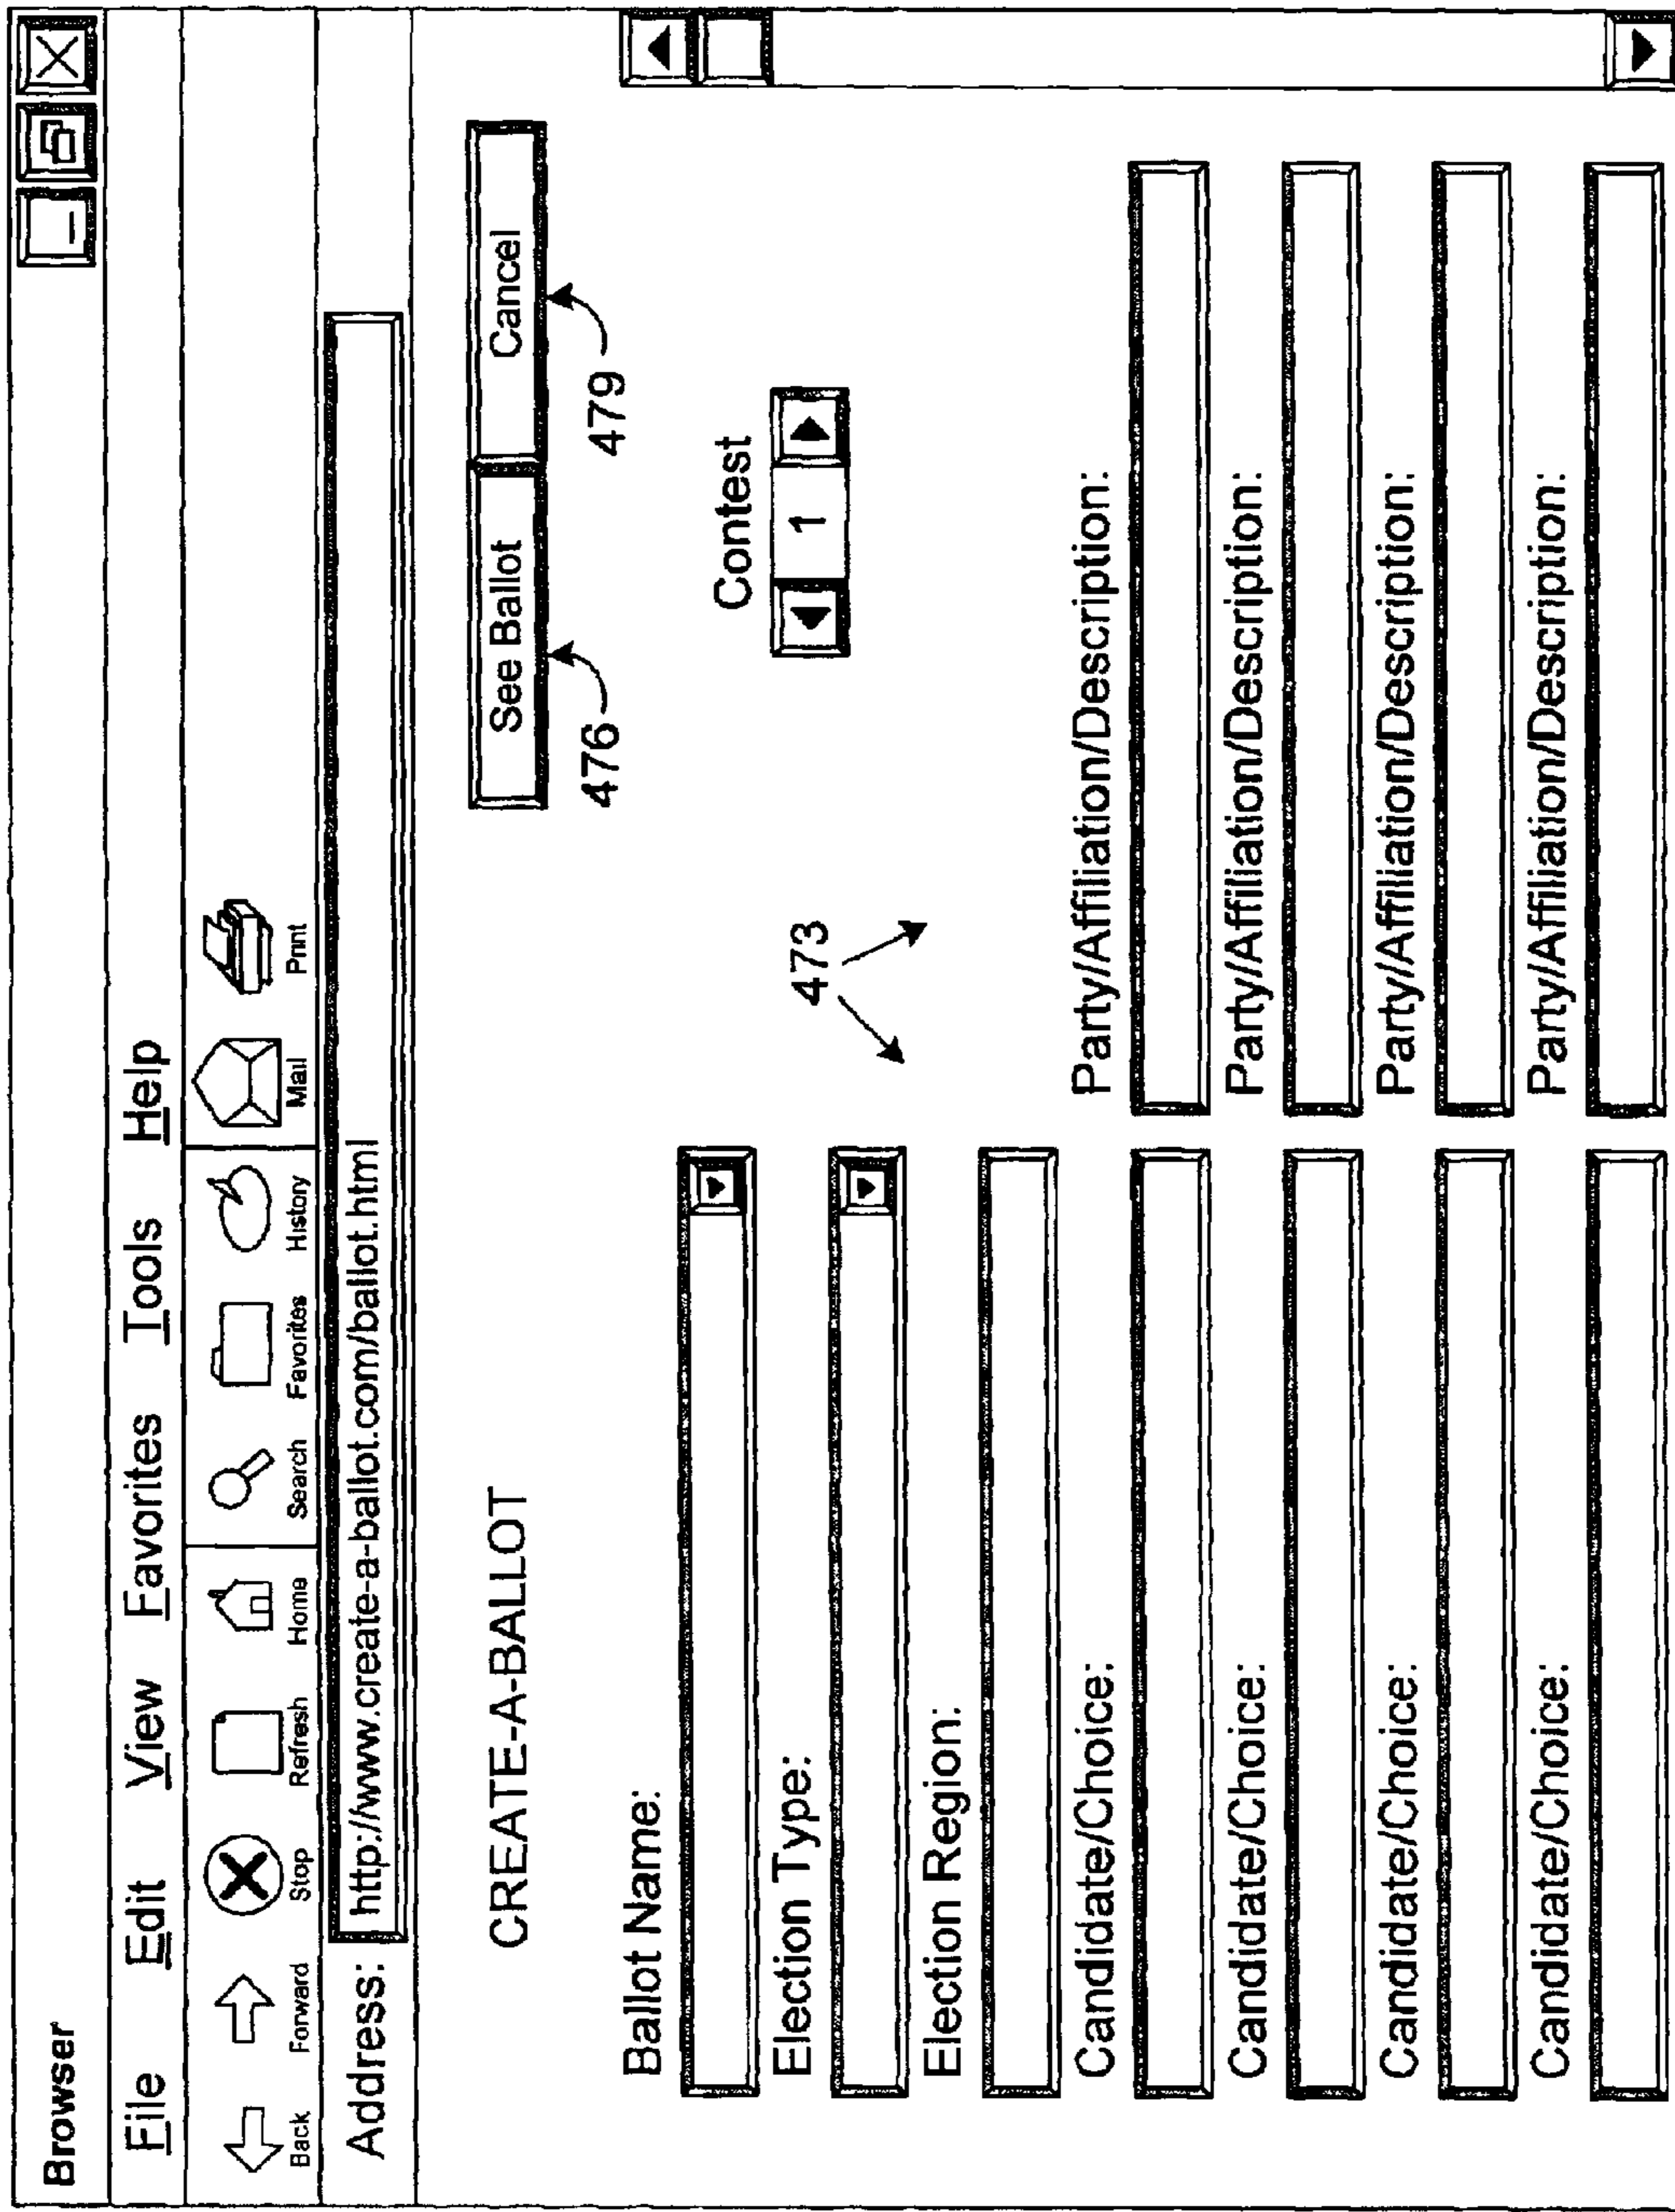 Browser
File Edit View Favorites Tools Help
Back Forward Stop Refresh Home Search Favorites History Mail Print
Address: http://www.create-a-ballot.com/ballot.html
CREATE-A-BALLOT
See Ballot Cancel
476 479
Ballot Name:
Contest
1
Election Type:
473
Election Region:
Candidate/Choice: Party/Affiliation/Description:
Candidate/Choice: Party/Affiliation/Description:
Candidate/Choice: Party/Affiliation/Description:
Candidate/Choice: Party/Affiliation/Description: